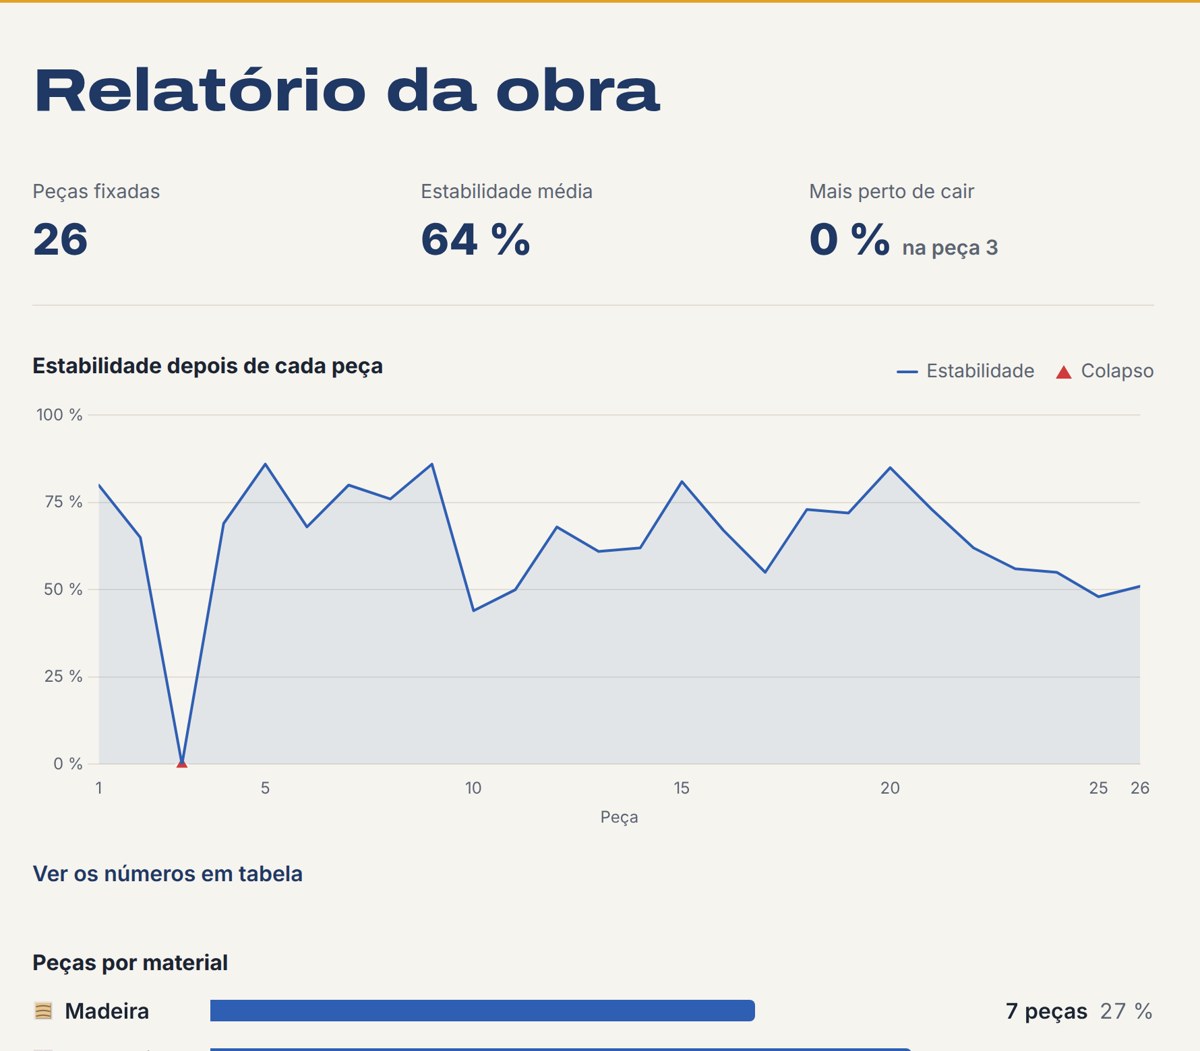 Relatório da obra
Peças fixadas
Estabilidade média
Mais perto de cair
26
64 %
0 % na peça 3
Estabilidade depois de cada peça
Estabilidade
Colapso
100 %
75 %
50 %
25 %
0 %
1 5 10 15 20 25 26
Peça
Ver os números em tabela
Peças por material
Madeira
7 peças 27 %